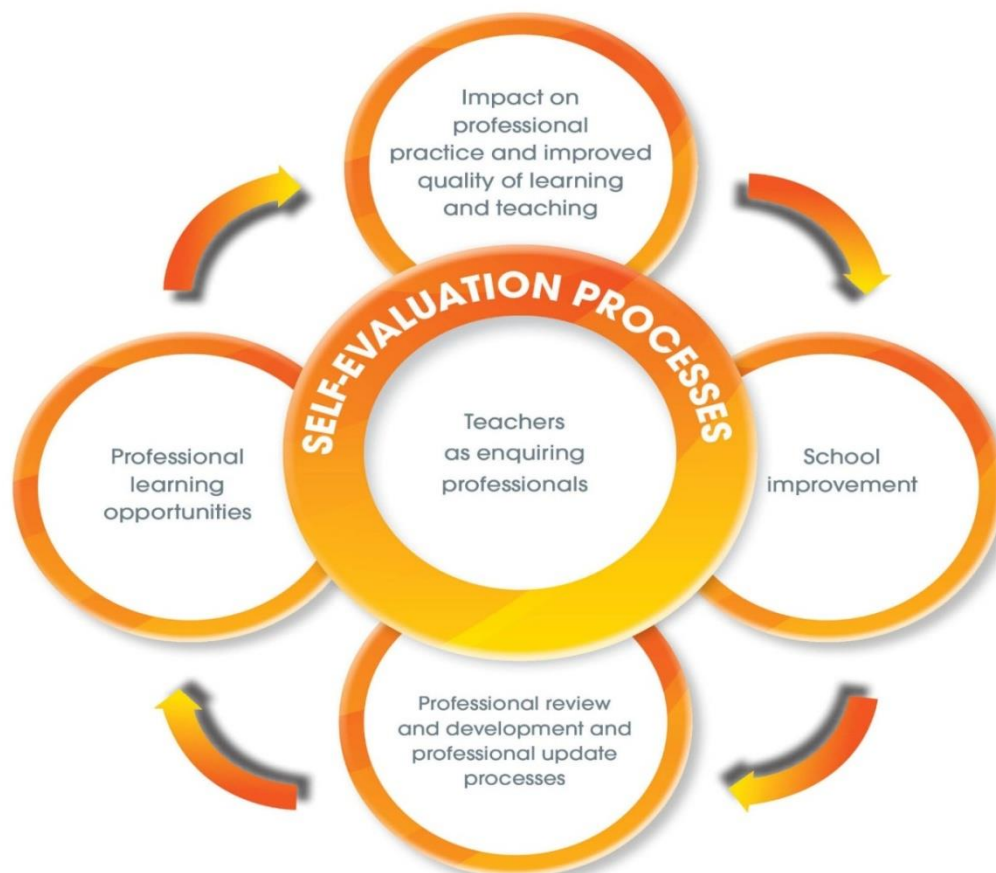 Impact on
professional
practice and improved
quality of learning
and teaching
SELF-EVALUATION PROCESSES
Teachers
as enquiring
professionals
Professional
learning
opportunities
School
improvement
Professional review
and development and
professional update
processes